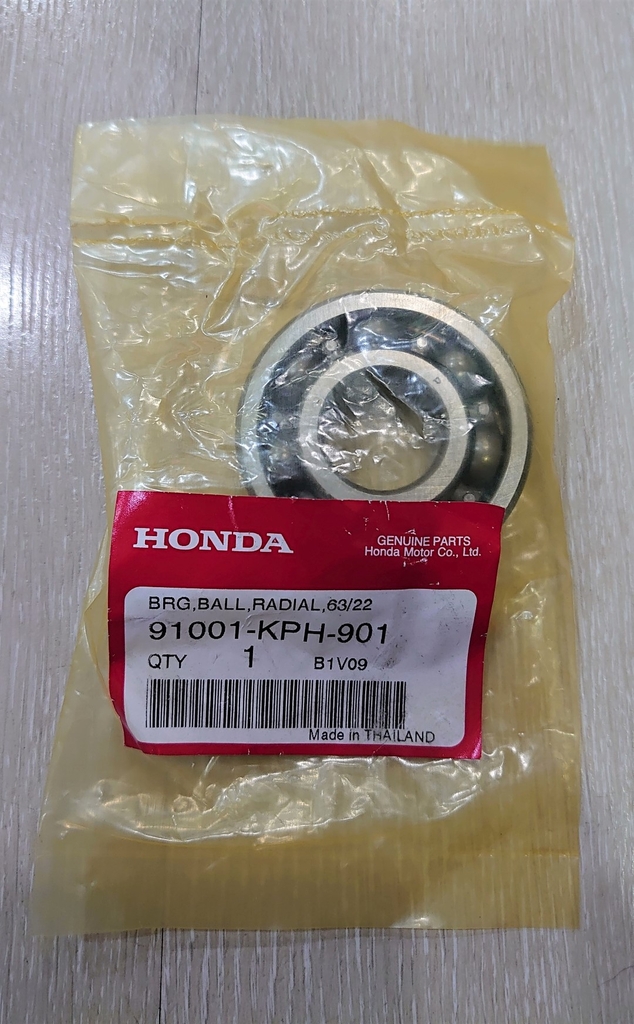 HONDA
GENUINE PARTS
Honda Motor Co., Ltd.
BRG,BALL,RADIAL,63/22
91001-KPH-901
QTY 1 B1V09
Made in THAILAND